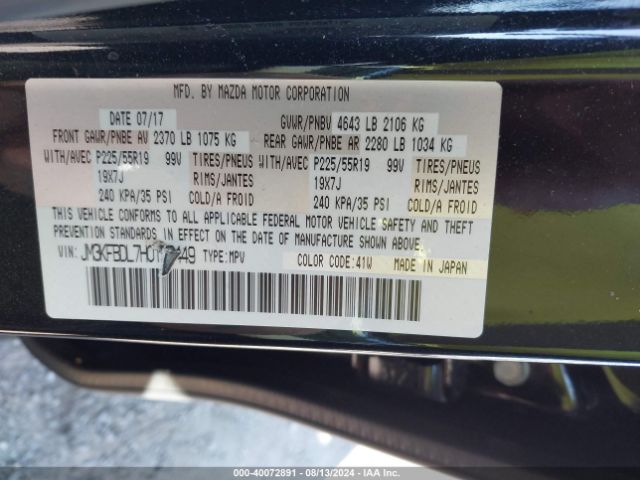 MFD. BY MAZDA MOTOR CORPORATION
DATE 07/17 GVWR/PNBV 4643 LB 2106 KG
FRONT GAWR/PNBE AV 2370 LB 1075 KG REAR GAWR/PNBE AR 2280 LB 1034 KG
WITH/AVEC P225/55R19 99V TIRES/PNEUS WITH/AVEC P225/55R19 99V TIRES/PNEUS
19X7J RIMS/JANTES 19X7J RIMS/JANTES
240 KPA/35 PSI COLD/A FROID 240 KPA/35 PSI COLD/A FROID
THIS VEHICLE CONFORMS TO ALL APPLICABLE FEDERAL MOTOR VEHICLE SAFETY AND THEFT
PREVENTION STANDARDS IN EFFECT ON THE DATE OF MANUFACTURE SHOWN ABOVE.
VIN: TYPE:MPV COLOR CODE:41W MADE IN JAPAN
000-40072891 - 08/13/2024 - IAA Inc.